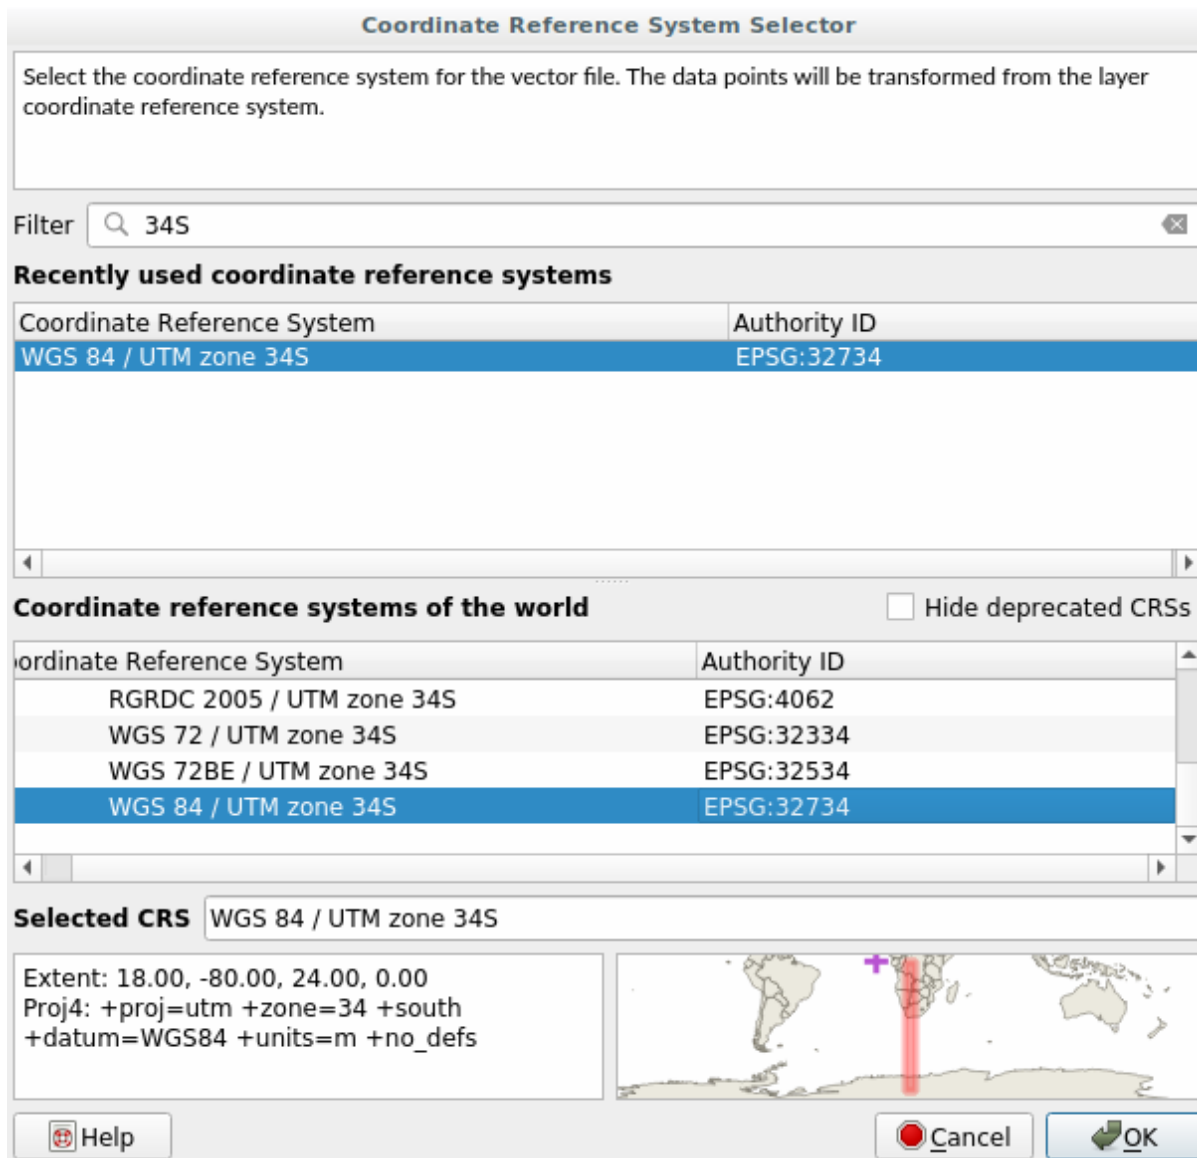 Coordinate Reference System Selector
Select the coordinate reference system for the vector file. The data points will be transformed from the layer
coordinate reference system.
Filter 34S
Recently used coordinate reference systems
Coordinate Reference System Authority ID
WGS 84 / UTM zone 34S EPSG:32734
Coordinate reference systems of the world Hide deprecated CRSs
ordinate Reference System Authority ID
RGRDC 2005 / UTM zone 34S EPSG:4062
WGS 72 / UTM zone 34S EPSG:32334
WGS 72BE / UTM zone 34S EPSG:32534
WGS 84 / UTM zone 34S EPSG:32734
Selected CRS WGS 84 / UTM zone 34S
Extent: 18.00, -80.00, 24.00, 0.00
Proj4: +proj=utm +zone=34 +south
+datum=WGS84 +units=m +no_defs
Help Cancel OK